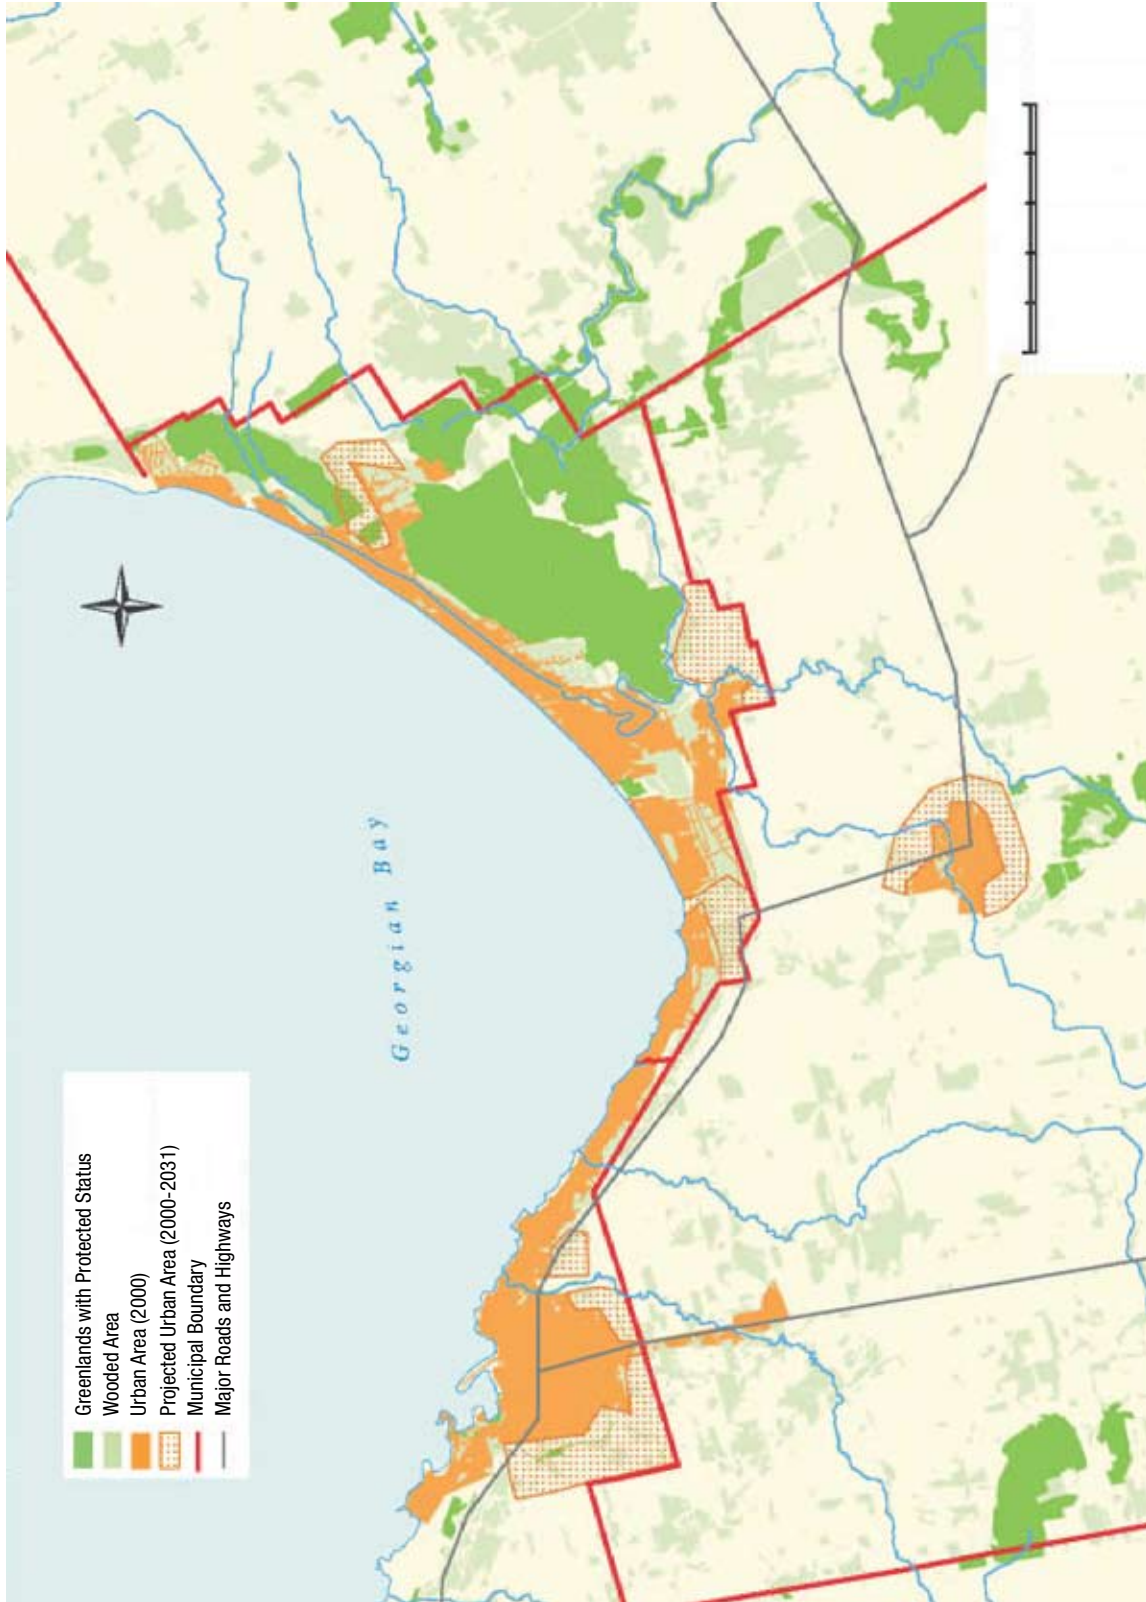 Greenlands with Protected Status
Wooded Area
Urban Area (2000)
Projected Urban Area (2000-2031)
Municipal Boundary
Major Roads and Highways
Georgian Bay